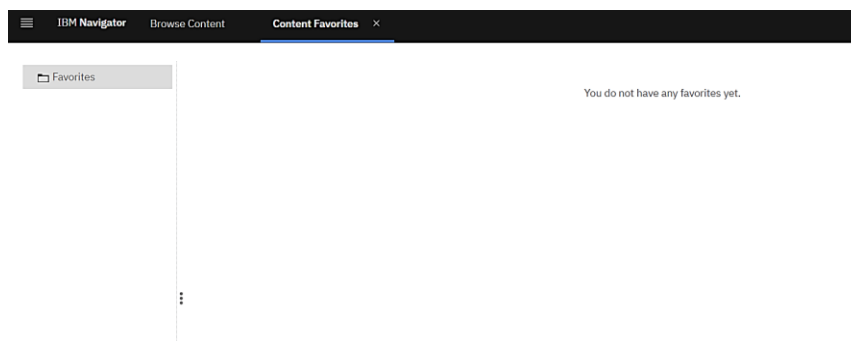 IBM Navigator Browse Content Content Favorites ×
Favorites
You do not have any favorites yet.